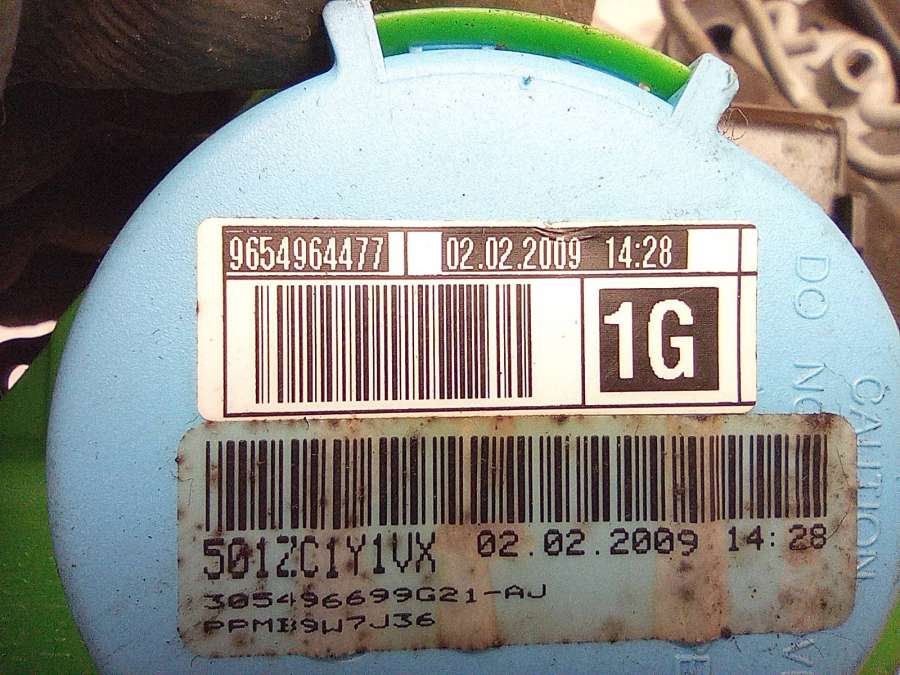 9654964477 02.02.2009 14:28
1G
501ZC1Y1VX 02.02.2009 14:28
305496699G21-AJ
PPMB9W7J36
CAUTION
DO